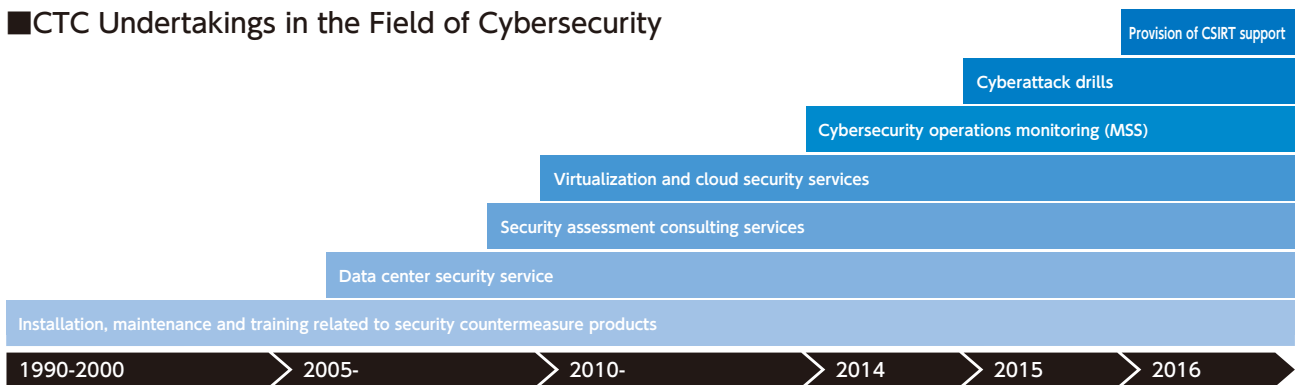 ■CTC Undertakings in the Field of Cybersecurity
Provision of CSIRT support
Cyberattack drills
Cybersecurity operations monitoring (MSS)
Virtualization and cloud security services
Security assessment consulting services
Data center security service
Installation, maintenance and training related to security countermeasure products
1990-2000 2005- 2010- 2014 2015 2016